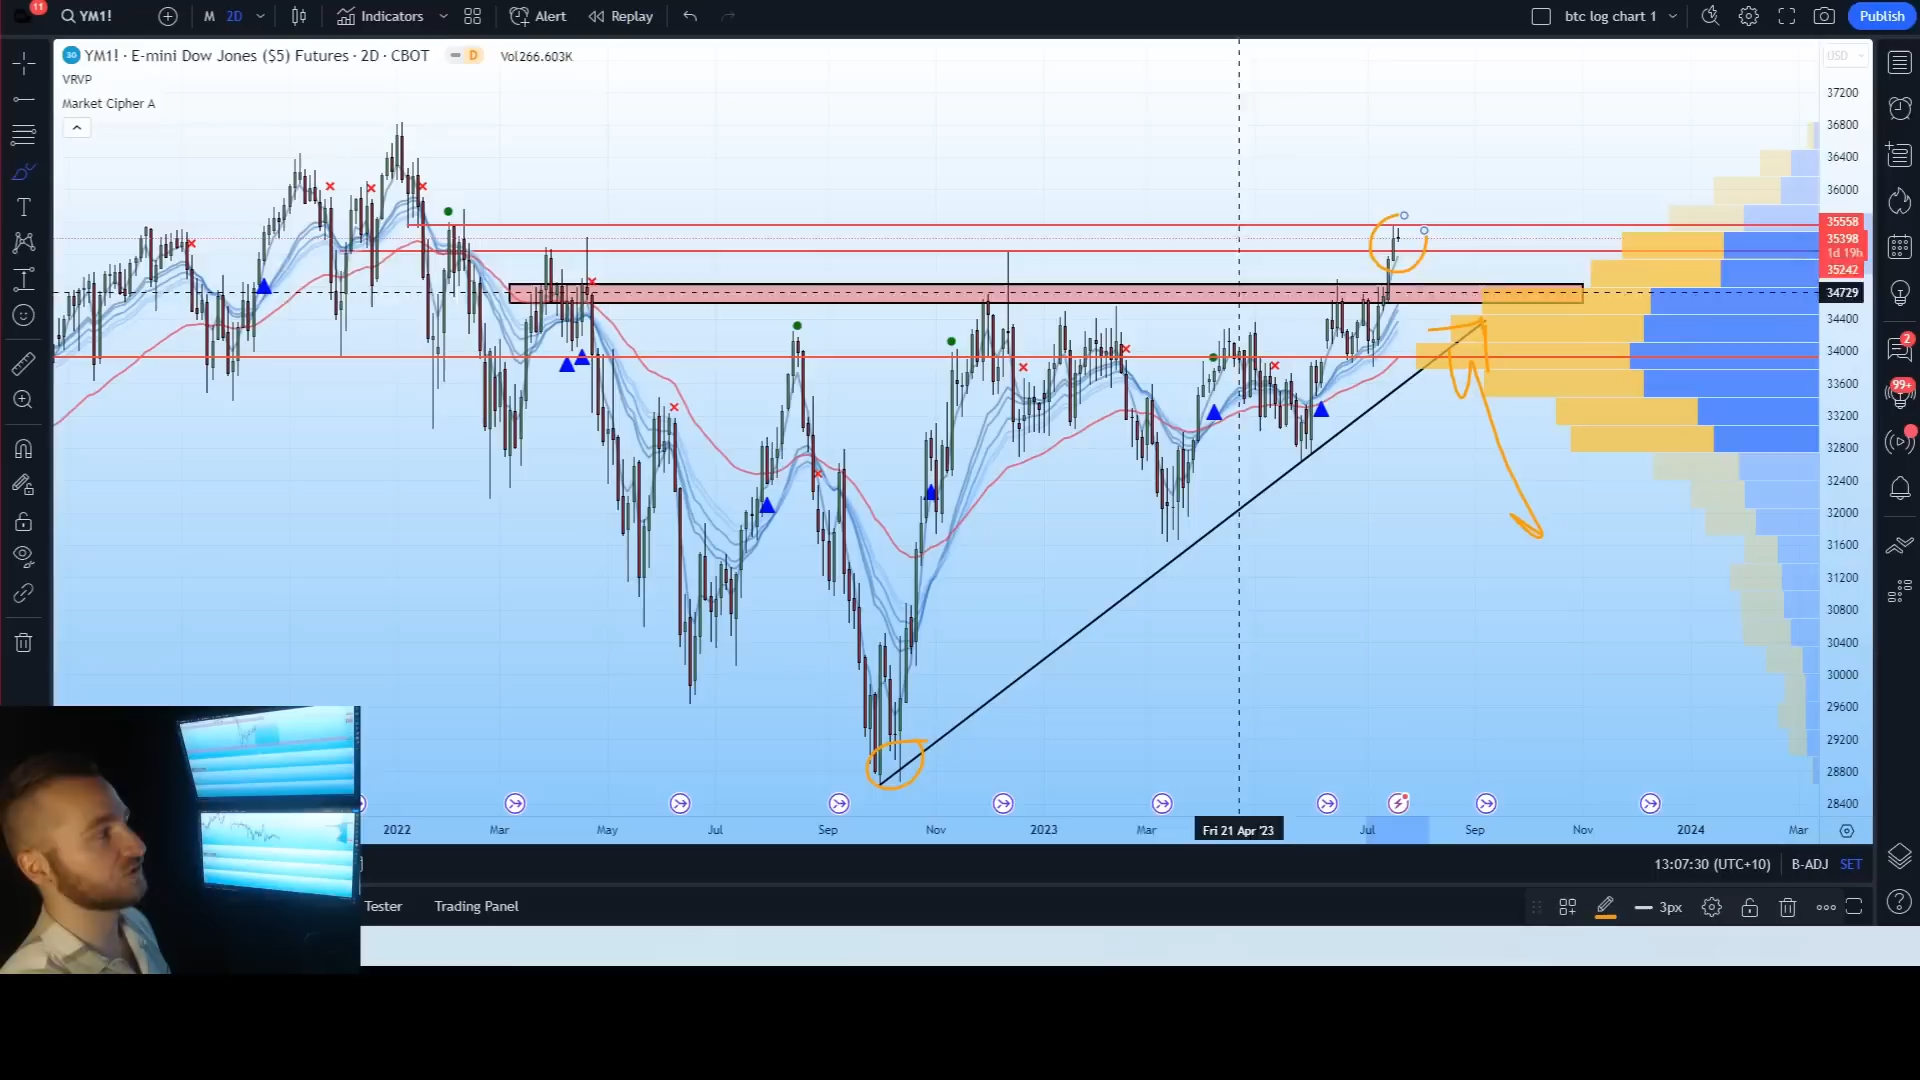 11
YM1!
M 2D
Indicators
Alert
Replay
btc log chart 1
Publish
30 YM1! · E-mini Dow Jones ($5) Futures · 2D · CBOT
D
Vol266.603K
USD
VRVP
Market Cipher A
37200
36800
36400
36000
35558
35398
1d 19h
35242
34729
34400
34000
33600
33200
32800
32400
32000
31600
31200
30800
30400
30000
29600
29200
28800
28400
2
99+
2022 Mar May Jul Sep Nov 2023 Mar Fri 21 Apr '23 Jul Sep Nov 2024 Mar
13:07:30 (UTC+10) B-ADJ SET
Tester Trading Panel
3px